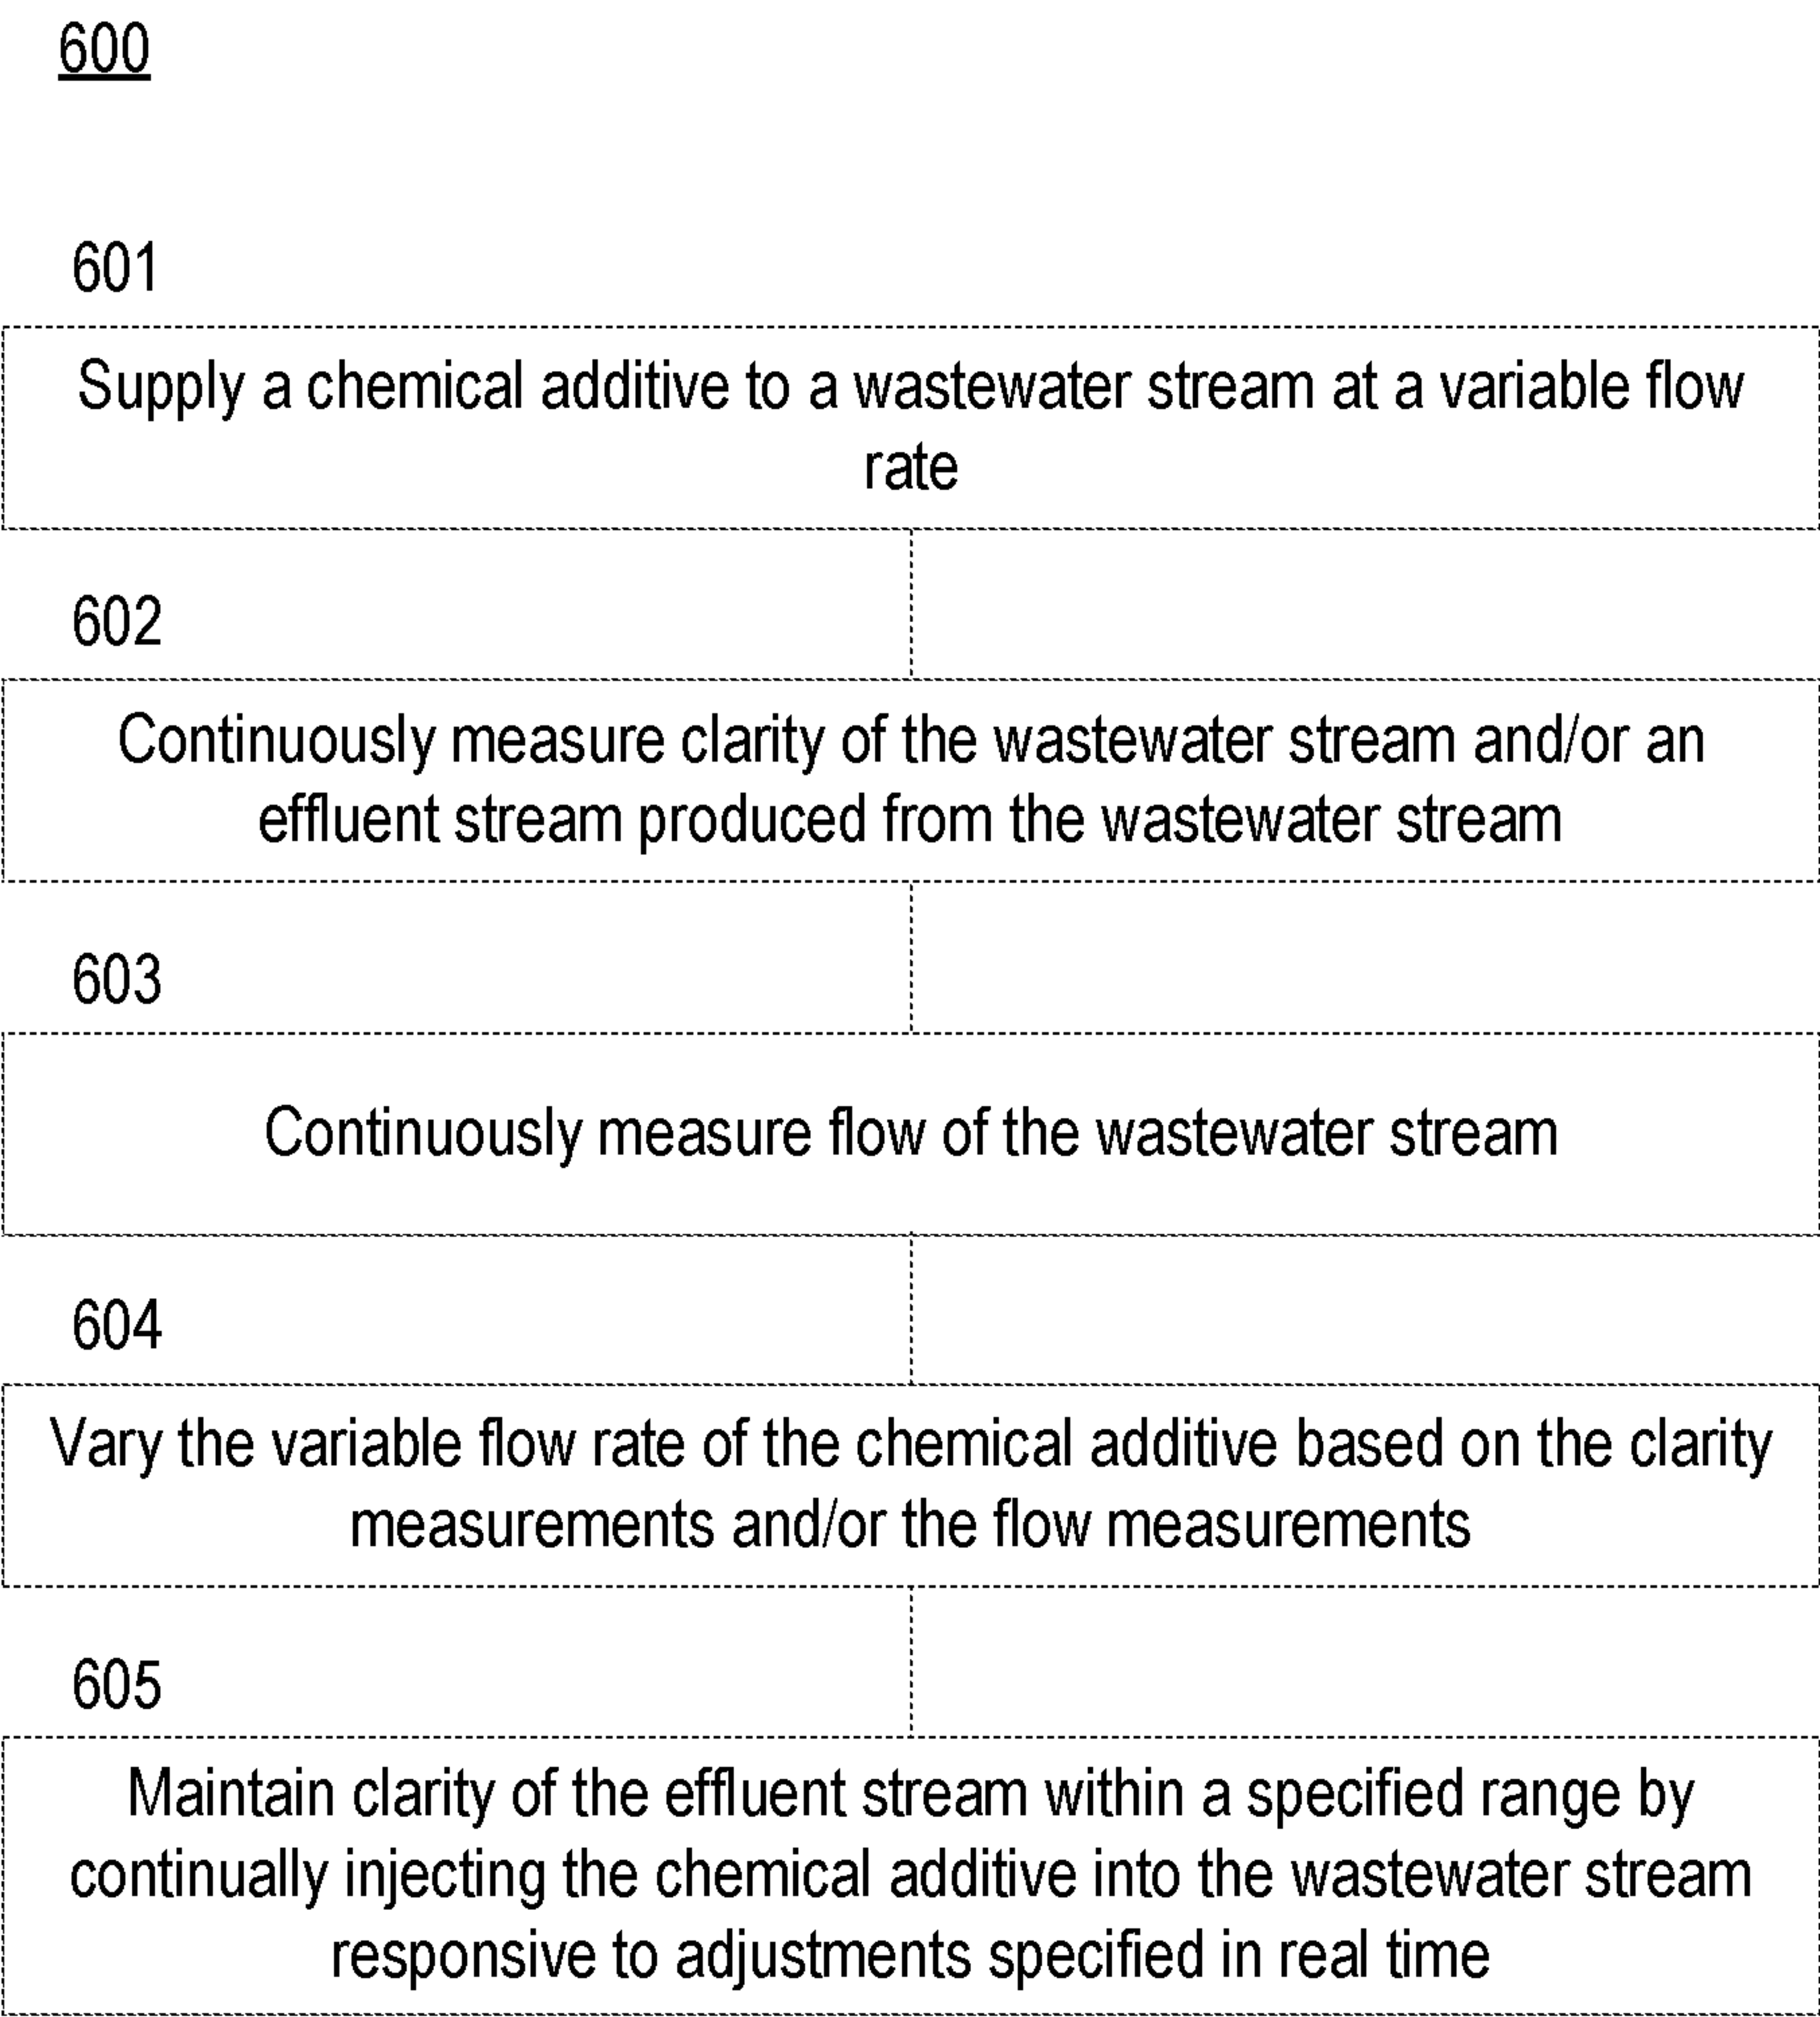 600
601
Supply a chemical additive to a wastewater stream at a variable flow
rate
602
Continuously measure clarity of the wastewater stream and/or an
effluent stream produced from the wastewater stream
603
Continuously measure flow of the wastewater stream
604
Vary the variable flow rate of the chemical additive based on the clarity
measurements and/or the flow measurements
605
Maintain clarity of the effluent stream within a specified range by
continually injecting the chemical additive into the wastewater stream
responsive to adjustments specified in real time